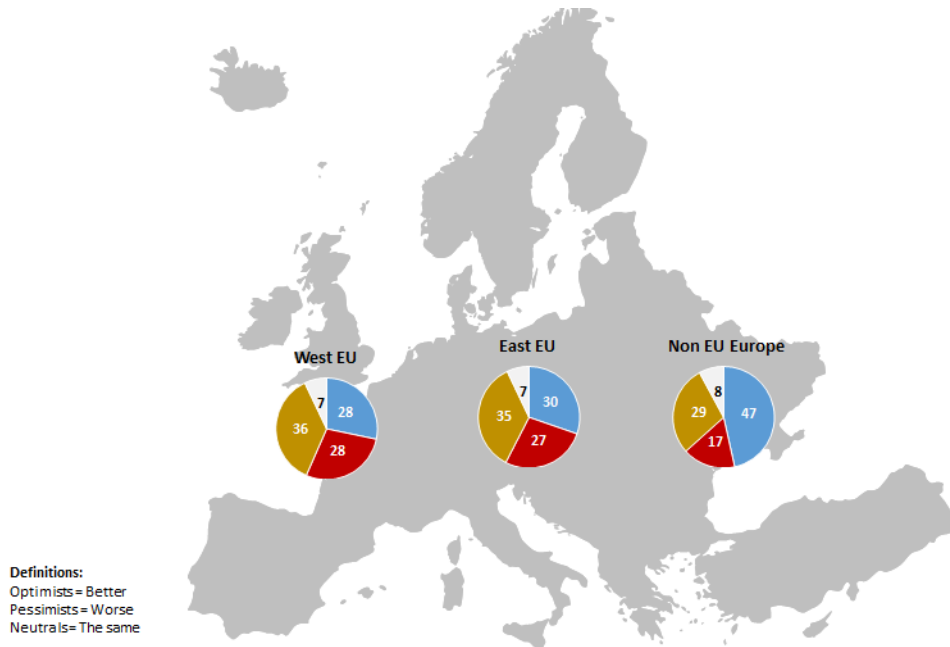 East EU
Non EU Europe
West EU
7
28
36
28
7
30
35
27
8
47
29
17
Definitions:
Optimists= Better
Pessimists= Worse
Neutrals= The same